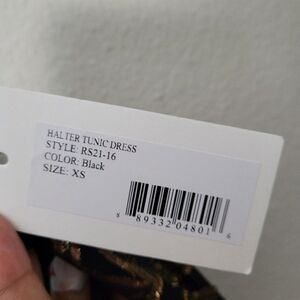 HALTER TUNIC DRESS
STYLE: RS21-16
COLOR: Black
SIZE: XS
8 89332 04801 6